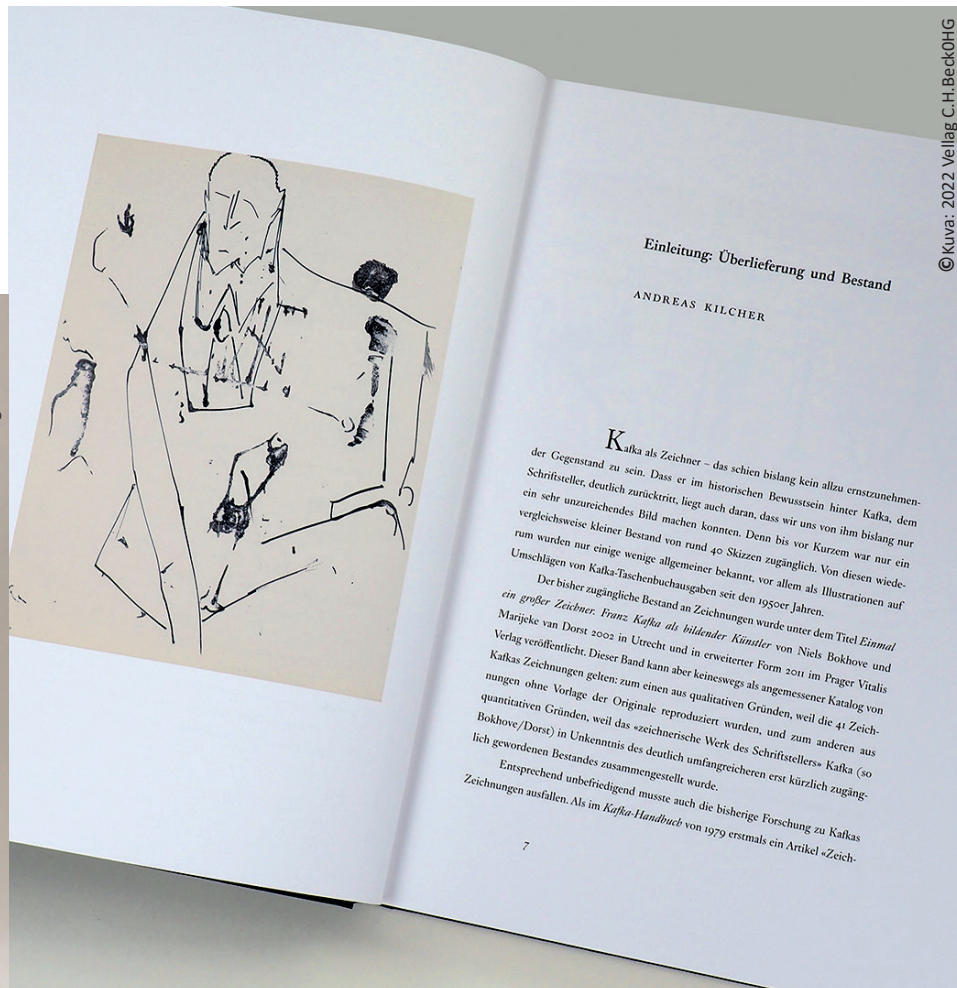 Einleitung: Überlieferung und Bestand
ANDREAS KILCHER
Kafka als Zeichner – das schien bislang kein allzu ernstzunehmen-
der Gegenstand zu sein. Dass er im historischen Bewusstsein hinter Kafka, dem
Schriftsteller, deutlich zurücktritt, liegt auch daran, dass wir uns von ihm bislang nur
ein sehr unzureichendes Bild machen konnten. Denn bis vor Kurzem war nur ein
vergleichsweise kleiner Bestand von rund 40 Skizzen zugänglich. Von diesen wiede-
rum wurden nur einige wenige allgemeiner bekannt, vor allem als Illustrationen auf
Umschlägen von Kafka-Taschenbuchausgaben seit den 1950er Jahren.
Der bisher zugängliche Bestand an Zeichnungen wurde unter dem Titel Einmal
ein großer Zeichner. Franz Kafka als bildender Künstler von Niels Bokhove und
Marijeke van Dorst 2002 in Utrecht und in erweiterter Form 2011 im Prager Vitalis
Verlag veröffentlicht. Dieser Band kann aber keineswegs als angemessener Katalog von
Kafkas Zeichnungen gelten: zum einen aus qualitativen Gründen, weil die 41 Zeich-
nungen ohne Vorlage der Originale reproduziert wurden, und zum anderen aus
quantitativen Gründen, weil das «zeichnerische Werk des Schriftstellers» Kafka (so
Bokhove/Dorst) in Unkenntnis des deutlich umfangreicheren erst kürzlich zugäng-
lich gewordenen Bestandes zusammengestellt wurde.
Entsprechend unbefriedigend musste auch die bisherige Forschung zu Kafkas
Zeichnungen ausfallen. Als im Kafka-Handbuch von 1979 erstmals ein Artikel «Zeich-
7
©Kuva: 2022 Vellag C.H.Beck0HG